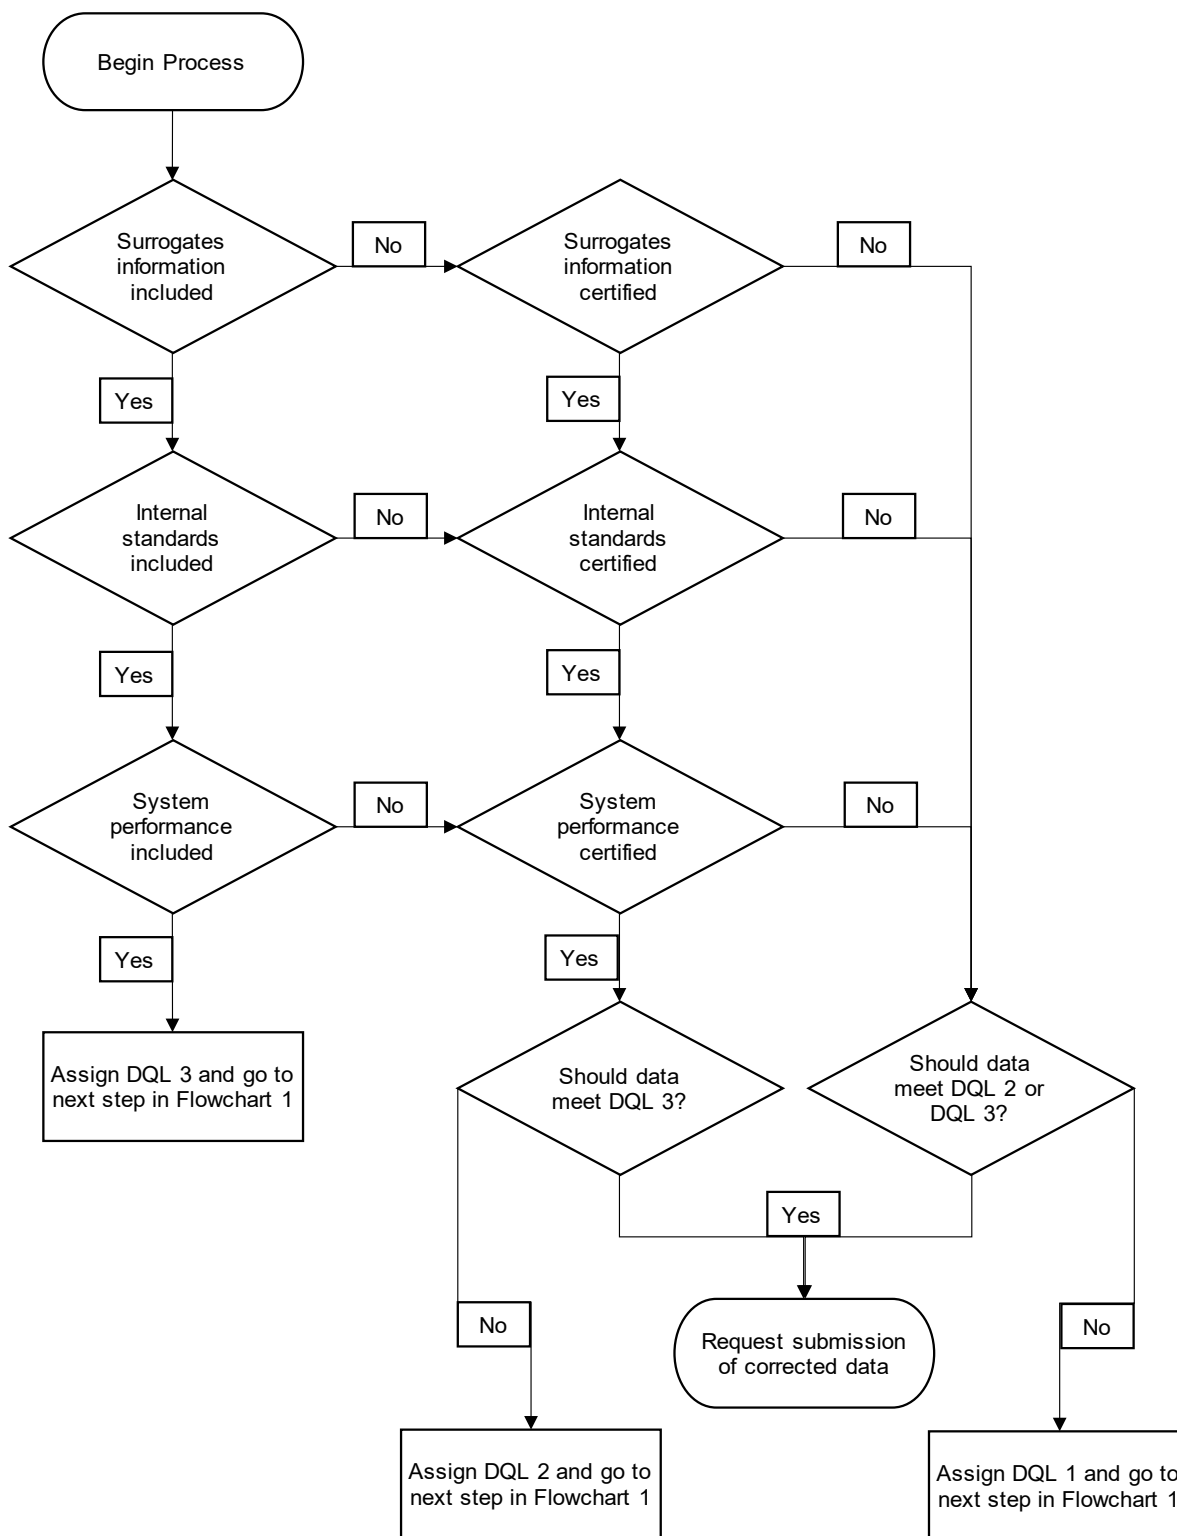 Begin Process
Surrogates
information
included
No
Surrogates
information
certified
No
Yes
Yes
Internal
standards
included
No
Internal
standards
certified
No
Yes
Yes
System
performance
included
No
System
performance
certified
No
Yes
Yes
Assign DQL 3 and go to
next step in Flowchart 1
Should data
meet DQL 3?
Should data
meet DQL 2 or
DQL 3?
Yes
No
Request submission
of corrected data
No
Assign DQL 2 and go to
next step in Flowchart 1
Assign DQL 1 and go to
next step in Flowchart 1